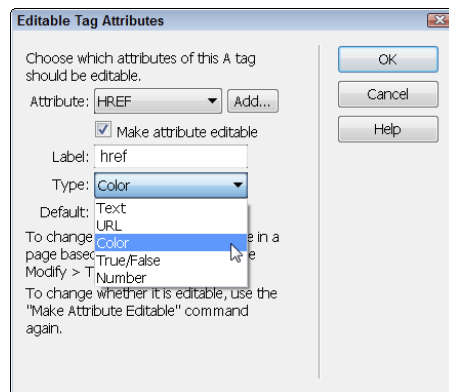 Editable Tag Attributes
Choose which attributes of this A tag
should be editable.
OK
Attribute: HREF Add...
Cancel
Make attribute editable
Help
Label: href
Type: Color
Default:
Text
URL
Color
True/False
Number
To change e in a
page based e
Modify > T
To change whether it is editable, use the
"Make Attribute Editable" command
again.